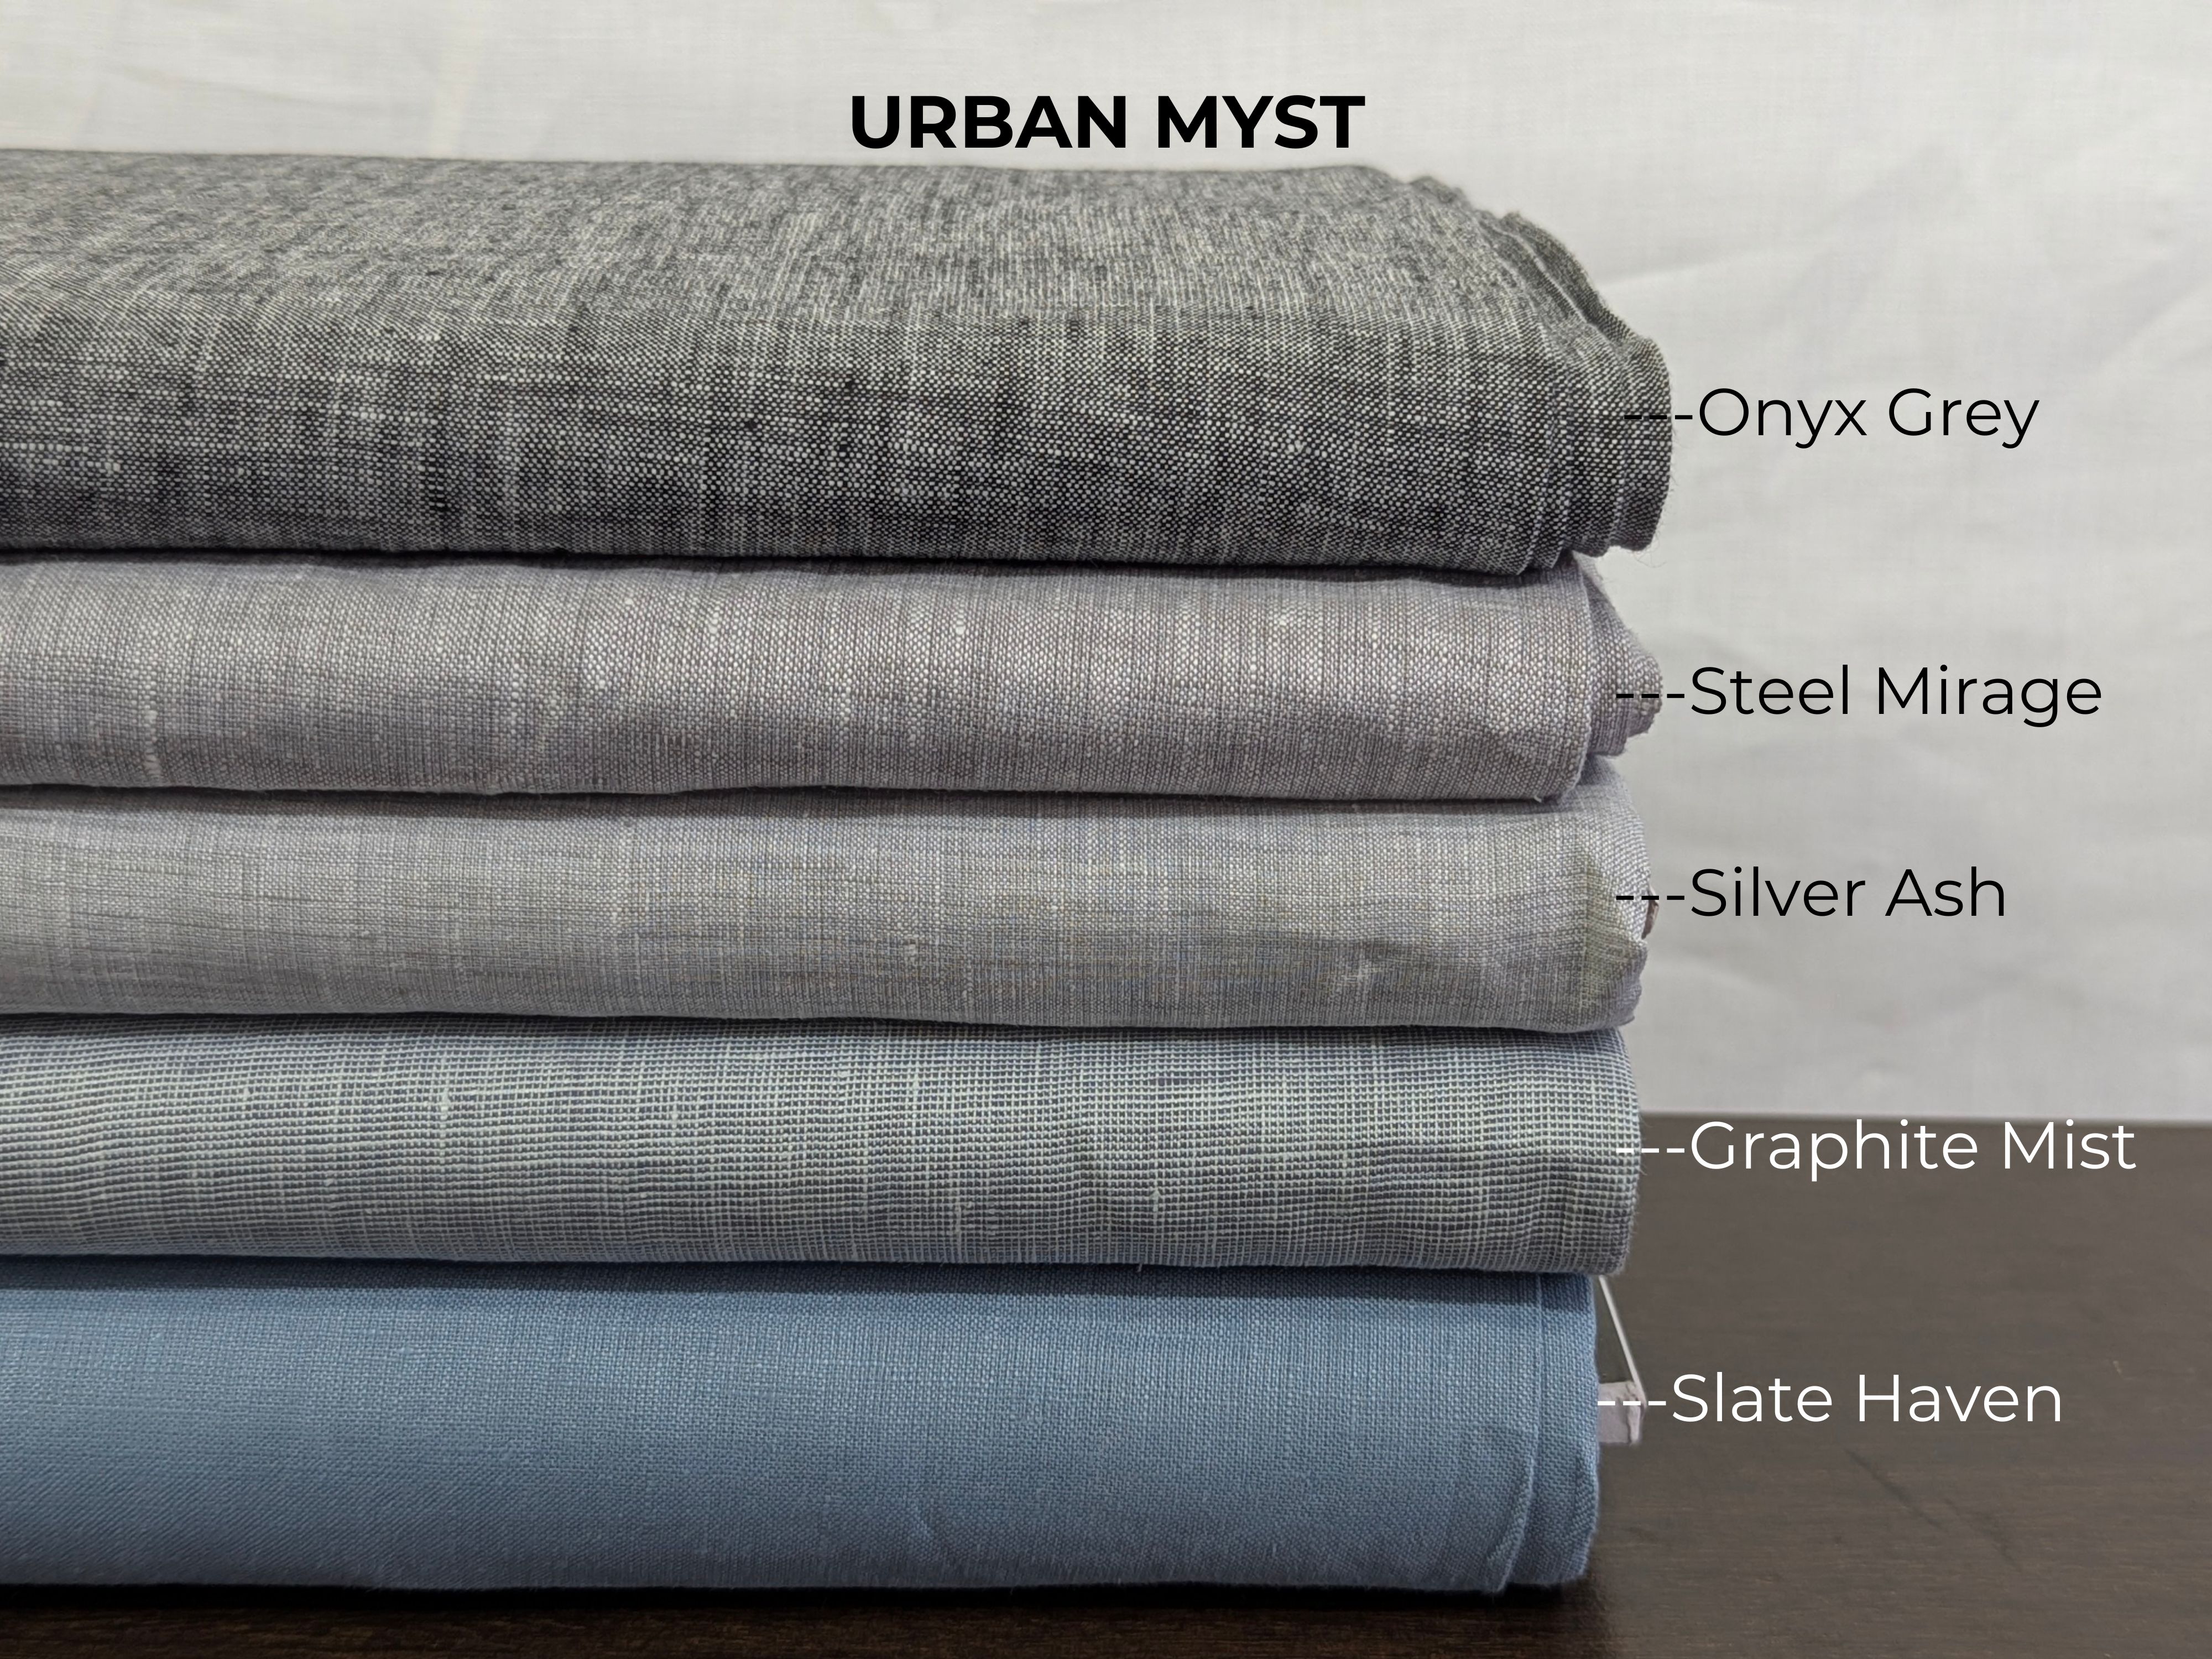 URBAN MYST
---Onyx Grey
---Steel Mirage
---Silver Ash
---Graphite Mist
---Slate Haven